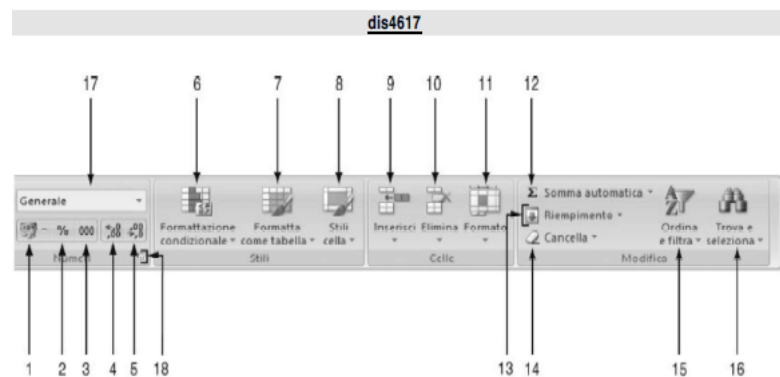 dis4617
17 6 7 8 9 10 11 12
Generale
% 000
Numeri
Formattazione condizionale
Formatta come tabella
Stili cella
Stili
Inserisci
Elimina
Formato
Celle
Σ Somma automatica
Riempimento
Cancella
A
Z
Ordina e filtra
Trova e seleziona
Modifica
1 2 3 4 5 18 13 14 15 16